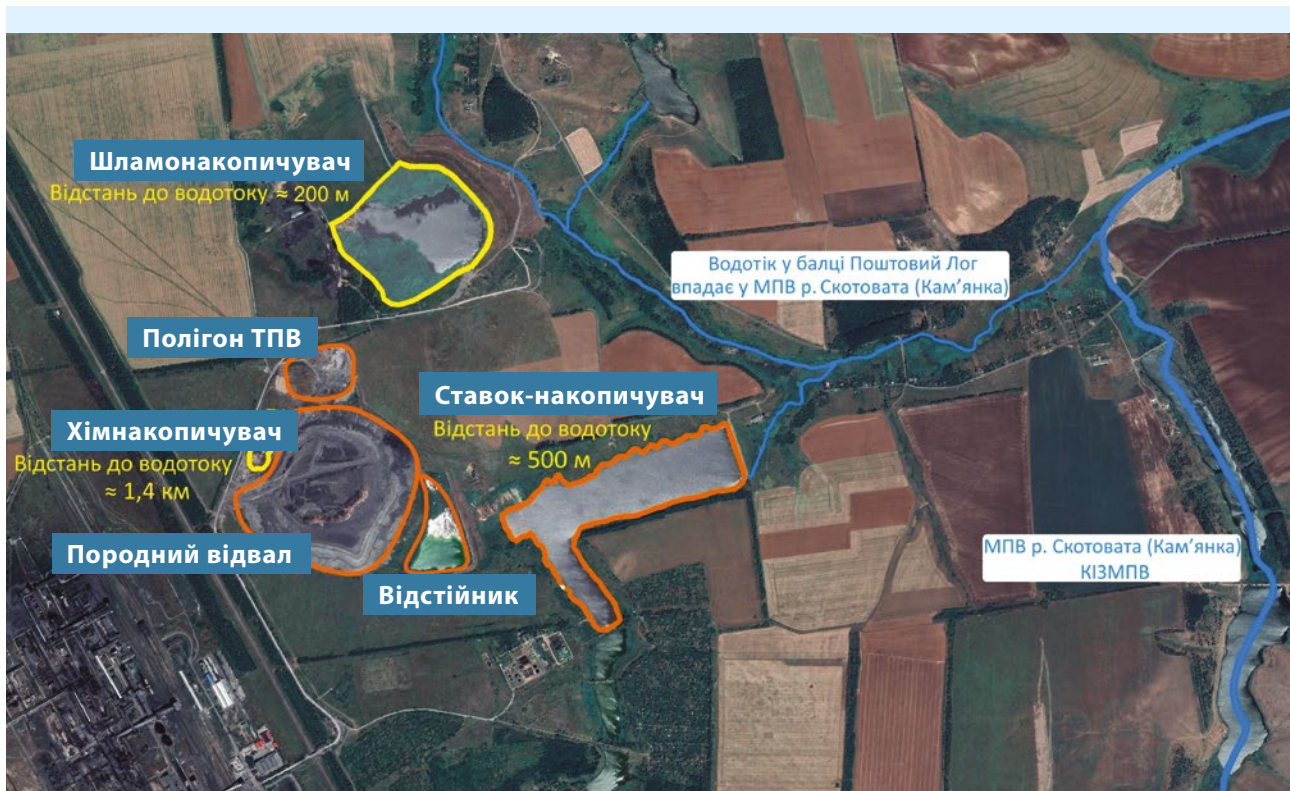 Шламонакопичувач
Відстань до водотоку ≈ 200 м
Водотік у балці Поштовий Лог
впадає у МПВ р. Скотовата (Кам’янка)
Полігон ТПВ
Ставок-накопичувач
Відстань до водотоку
≈ 500 м
Хімнакопичувач
Відстань до водотоку
≈ 1,4 км
Породний відвал
Відстійник
МПВ р. Скотовата (Кам’янка)
КІЗМПВ